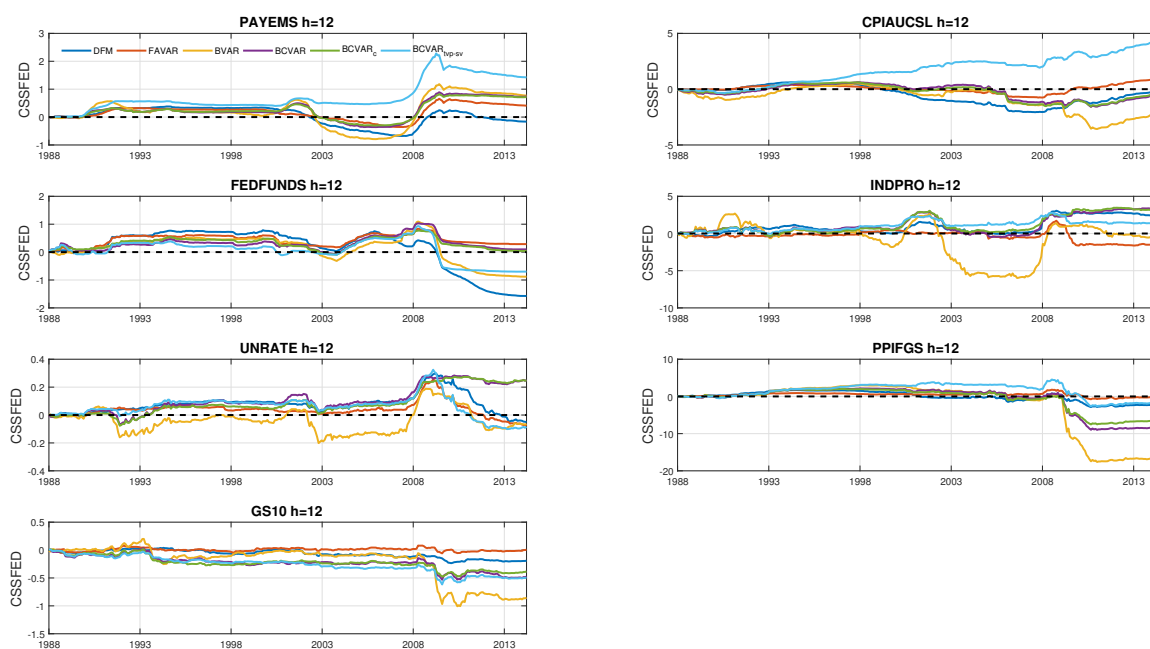 PAYEMS h=12
CSSFED
3
2
1
0
-1
DFM FAVAR BVAR BCVAR BCVARc BCVARtvp-sv
1988 1993 1998 2003 2008 2013
CPIAUCSL h=12
CSSFED
5
0
-5
1988 1993 1998 2003 2008 2013
FEDFUNDS h=12
CSSFED
2
1
0
-1
-2
1988 1993 1998 2003 2008 2013
INDPRO h=12
CSSFED
5
0
-5
-10
1988 1993 1998 2003 2008 2013
UNRATE h=12
CSSFED
0.4
0.2
0
-0.2
-0.4
1988 1993 1998 2003 2008 2013
PPIFGS h=12
CSSFED
10
0
-10
-20
1988 1993 1998 2003 2008 2013
GS10 h=12
CSSFED
0.5
0
-0.5
-1
-1.5
1988 1993 1998 2003 2008 2013